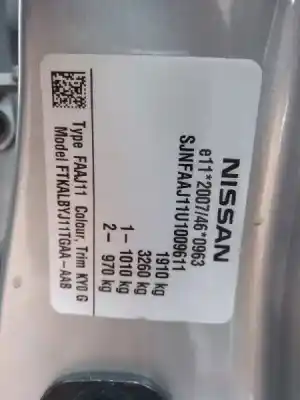 NISSAN
e11*2007/46*0963
SJNFAAJ11U1009611
1910 kg
3260 kg
1- 1010 kg
2- 970 kg
Type FAAJ11 Colour, Trim KY0 G
Model FTKALBYJ11TGAA-AAB